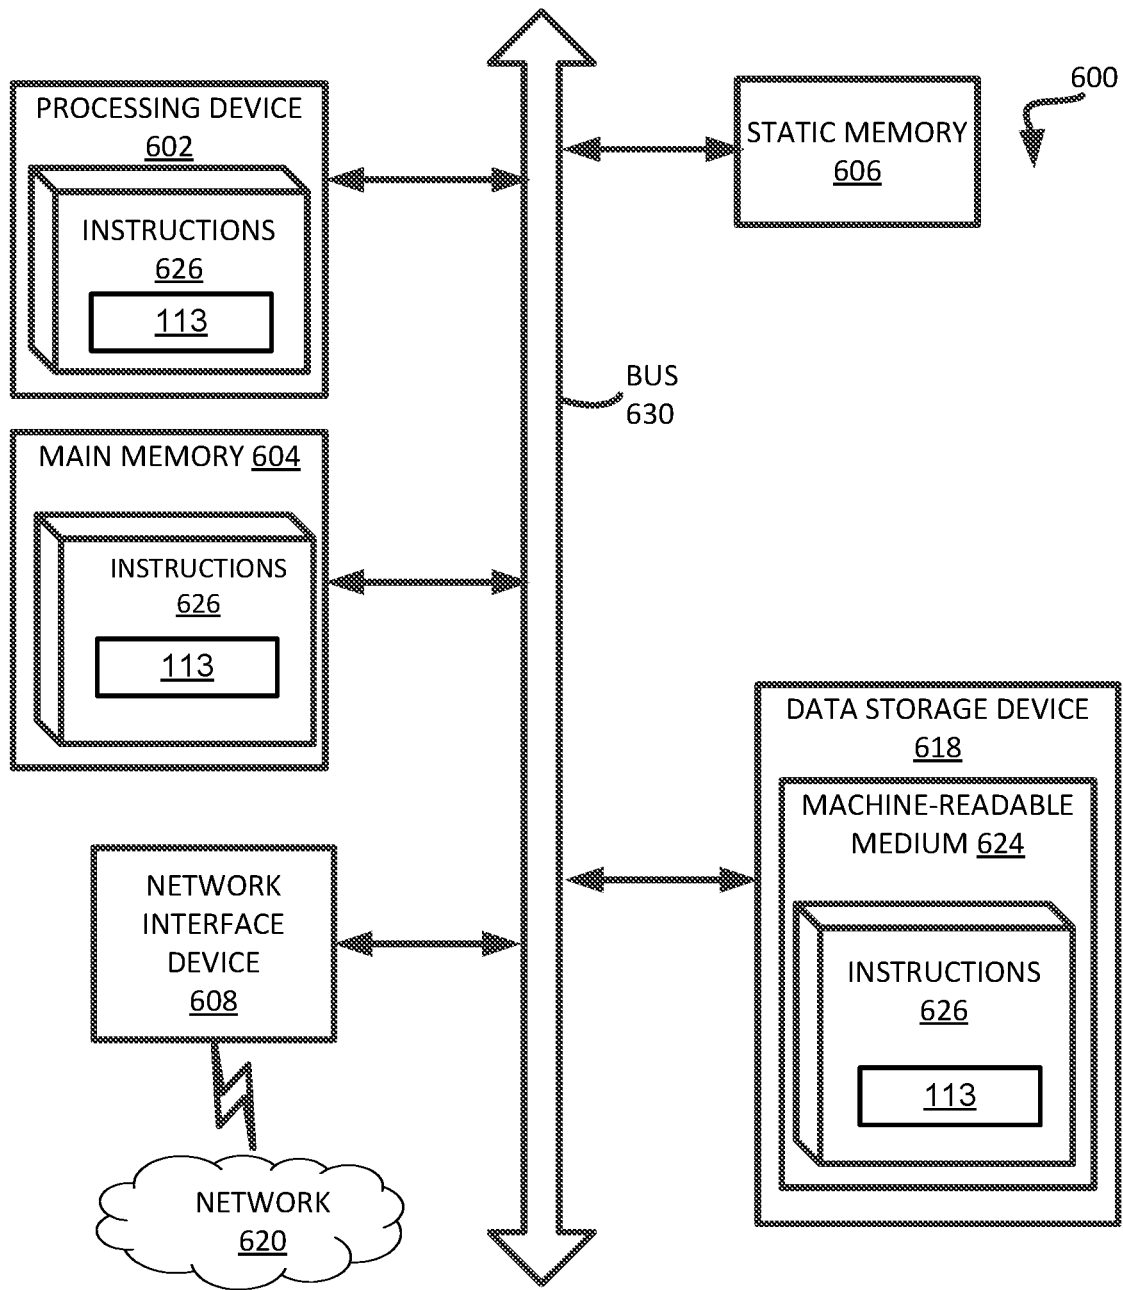 PROCESSING DEVICE
602
INSTRUCTIONS
626
113
STATIC MEMORY
606
600
BUS
630
MAIN MEMORY 604
INSTRUCTIONS
626
113
DATA STORAGE DEVICE
618
MACHINE-READABLE
MEDIUM 624
INSTRUCTIONS
626
113
NETWORK
INTERFACE
DEVICE
608
NETWORK
620